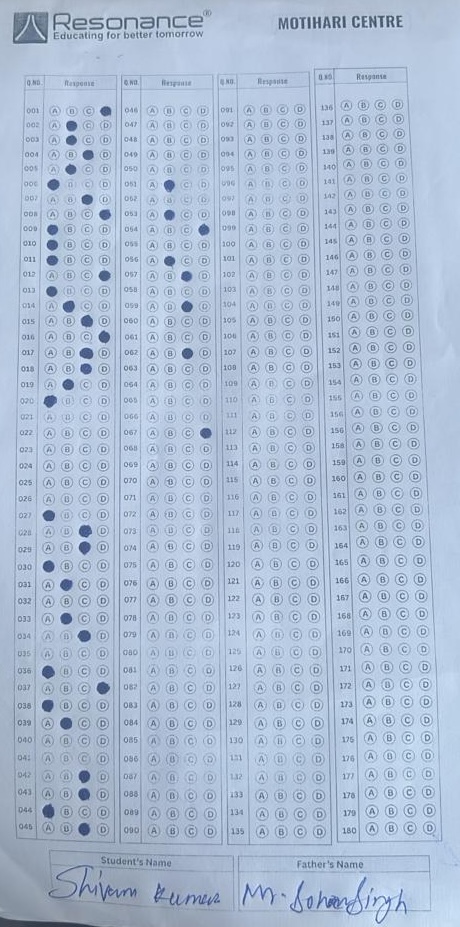 Resonance®
Educating for better tomorrow
MOTIHARI CENTRE
Q.NO. Response Q.NO. Response Q.NO. Response Q.NO. Response
001 A B C 046 A B C D 091 A B C D 136 A B C D
002 A C D 047 A B C D 092 A B C D 137 A B C D
003 A C D 048 A B C D 093 A B C D 138 A B C D
004 A B D 049 A B C D 094 A B C D 139 A B C D
005 A C D 050 A B C D 095 A B C D 140 A B C D
006 B C D 051 A C D 096 A B C D 141 A B C D
007 A B D 052 A B C D 097 A B C D 142 A B C D
008 A B C 053 A C D 098 A B C D 143 A B C D
009 B C D 054 A B C 099 A B C D 144 A B C D
010 B C D 055 A B C D 100 A B C D 145 A B C D
011 B C D 056 A C D 101 A B C D 146 A B C D
012 A B C 057 A B D 102 A B C D 147 A B C D
013 B C D 058 A B C D 103 A B C D 148 A B C D
014 A C D 059 A B D 104 A B C D 149 A B C D
015 A B D 060 A B C D 105 A B C D 150 A B C D
016 A B C 061 A B C D 106 A B C D 151 A B C D
017 A B D 062 A B D 107 A B C D 152 A B C D
018 A B D 063 A B C D 108 A B C D 153 A B C D
019 A C D 064 A B C D 109 A B C D 154 A B C D
020 B C D 065 A B C D 110 A B C D 155 A B C D
021 A B C D 066 A B C D 111 A B C D 156 A B C D
022 A B C D 067 A B C 112 A B C D 156 A B C D
023 A B C D 068 A B C D 113 A B C D 158 A B C D
024 A B C D 069 A B C D 114 A B C D 159 A B C D
025 A B C D 070 A B C D 115 A B C D 160 A B C D
026 A B C D 071 A B C D 116 A B C D 161 A B C D
027 B C D 072 A B C D 117 A B C D 162 A B C D
028 A B D 073 A B C D 118 A B C D 163 A B C D
029 A B D 074 A B C D 119 A B C D 164 A B C D
030 B C D 075 A B C D 120 A B C D 165 A B C D
031 A C D 076 A B C D 121 A B C D 166 A B C D
032 A B C D 077 A B C D 122 A B C D 167 A B C D
033 A C D 078 A B C D 123 A B C D 168 A B C D
034 A B D 079 A B C D 124 A B C D 169 A B C D
035 A B C D 080 A B C D 125 A B C D 170 A B C D
036 B C D 081 A B C D 126 A B C D 171 A B C D
037 A B C 082 A B C D 127 A B C D 172 A B C D
038 B C D 083 A B C D 128 A B C D 173 A B C D
039 A C D 084 A B C D 129 A B C D 174 A B C D
040 A B C D 085 A B C D 130 A B C D 175 A B C D
041 A B C D 086 A B C D 131 A B C D 176 A B C D
042 A B D 087 A B C D 132 A B C D 177 A B C D
043 A B D 088 A B C D 133 A B C D 178 A B C D
044 B C D 089 A B C D 134 A B C D 179 A B C D
045 A B D 090 A B C D 135 A B C D 180 A B C D
Student's Name Father's Name
Shivam Kumar Mr. Sohan Singh